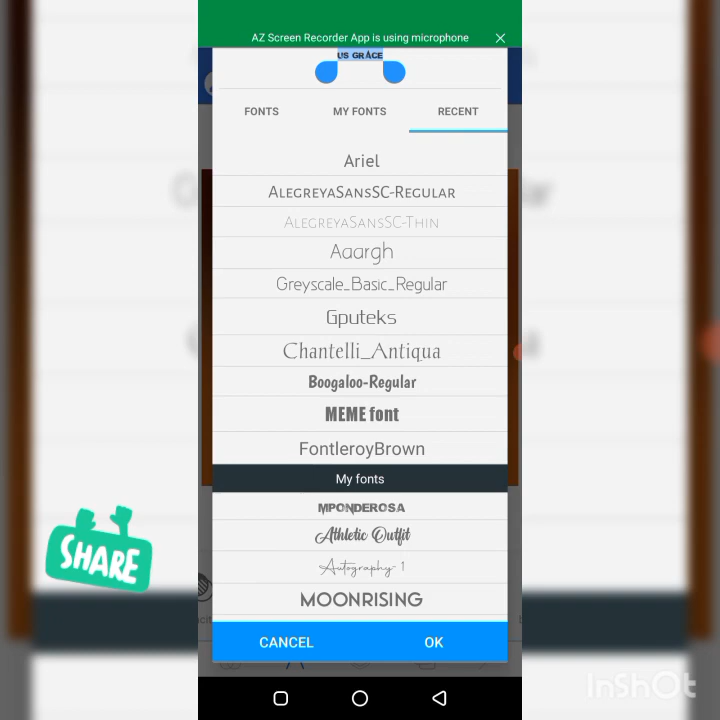 AZ Screen Recorder App is using microphone
US GRACE
FONTS
MY FONTS
RECENT
Ariel
AlegreyaSansSC-Regular
AlegreyaSansSC-Thin
Aaargh
Greyscale_Basic_Regular
Gputeks
Chantelli_Antiqua
Boogaloo-Regular
MEME font
FontleroyBrown
My fonts
MPONDEROSA
Athletic Outfit
Autography-1
MOONRISING
CANCEL
OK
SHARE
InShOt